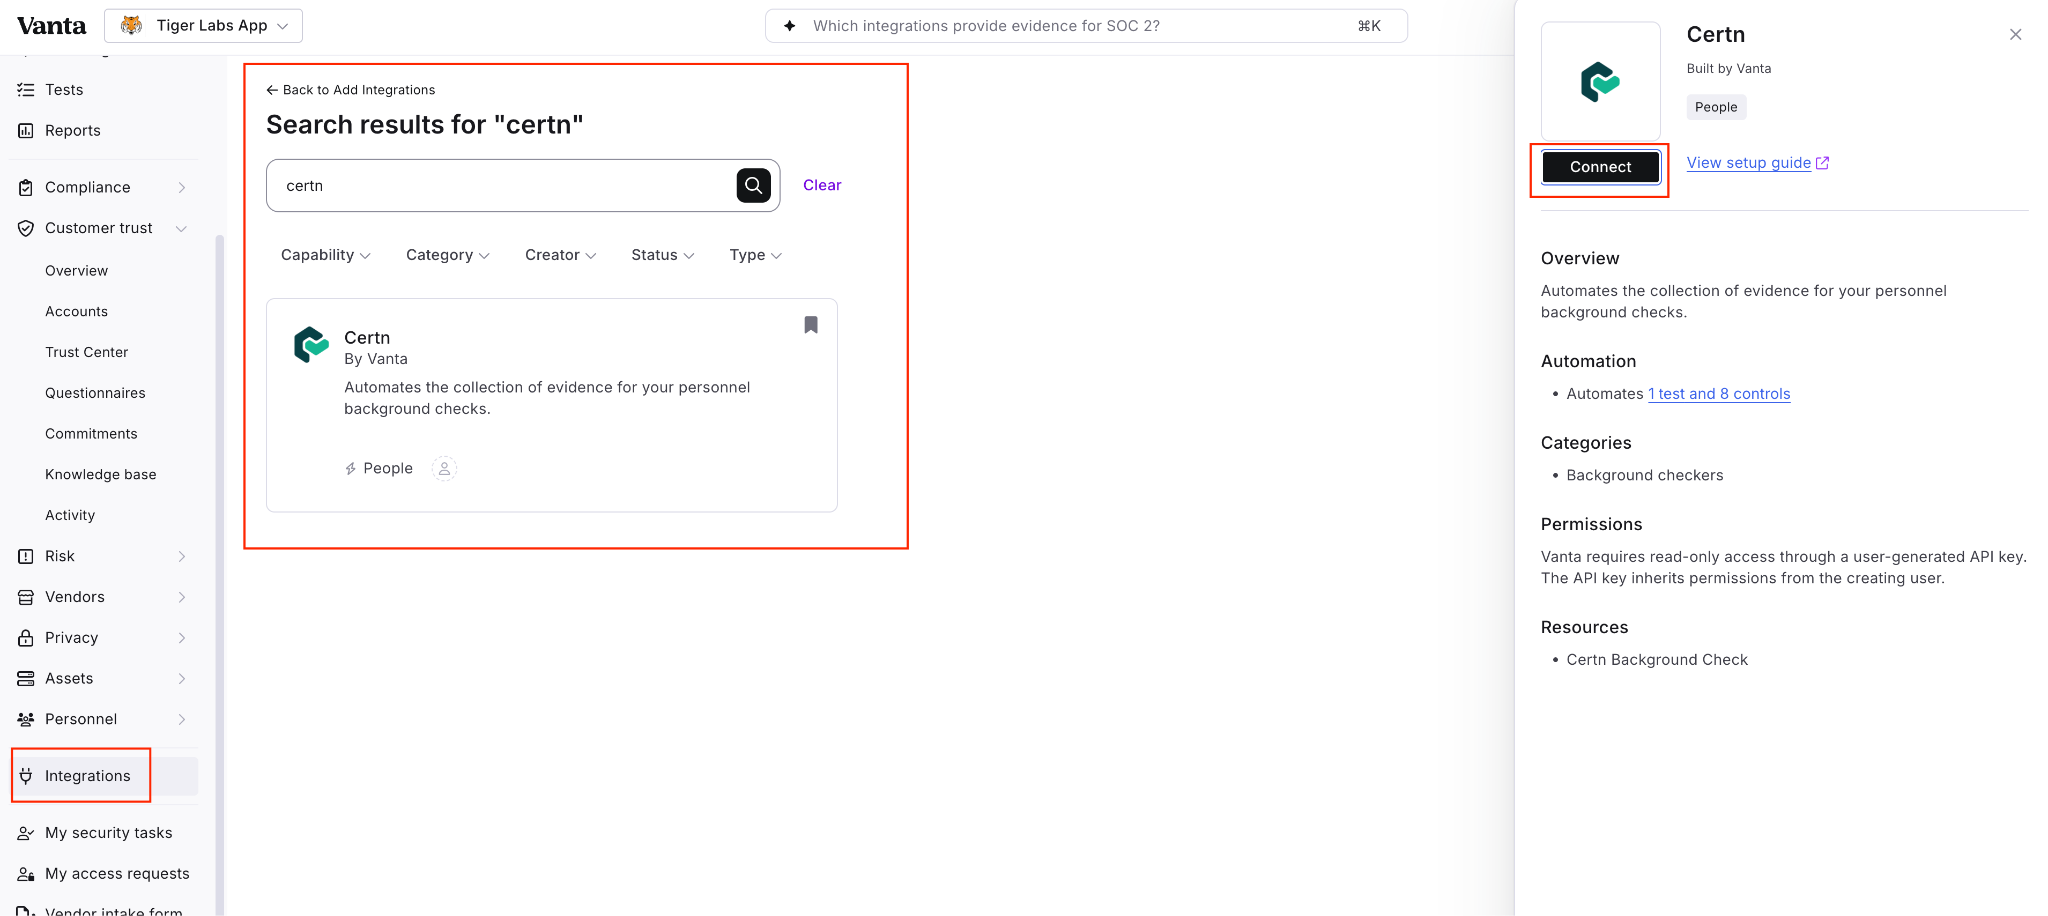 Vanta
Tiger Labs App
Which integrations provide evidence for SOC 2?
⌘K
Tests
Reports
Compliance
Customer trust
Overview
Accounts
Trust Center
Questionnaires
Commitments
Knowledge base
Activity
Risk
Vendors
Privacy
Assets
Personnel
Integrations
My security tasks
My access requests
Vendor intake form
Back to Add Integrations
Search results for "certn"
certn
Clear
Capability
Category
Creator
Status
Type
Certn
By Vanta
Automates the collection of evidence for your personnel
background checks.
People
Certn
Built by Vanta
People
Connect
View setup guide
Overview
Automates the collection of evidence for your personnel
background checks.
Automation
• Automates 1 test and 8 controls
Categories
• Background checkers
Permissions
Vanta requires read-only access through a user-generated API key.
The API key inherits permissions from the creating user.
Resources
• Certn Background Check